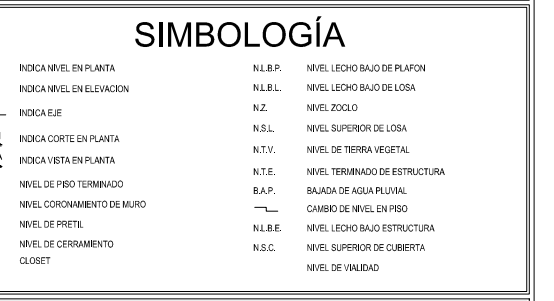 SIMBOLOGÍA
INDICA NIVEL EN PLANTA
INDICA NIVEL EN ELEVACION
INDICA EJE
INDICA CORTE EN PLANTA
INDICA VISTA EN PLANTA
NIVEL DE PISO TERMINADO
NIVEL CORONAMIENTO DE MURO
NIVEL DE PRETIL
NIVEL DE CERRAMIENTO
CLOSET
N.L.B.P. NIVEL LECHO BAJO DE PLAFON
N.L.B.L. NIVEL LECHO BAJO DE LOSA
N.Z. NIVEL ZOCLO
N.S.L. NIVEL SUPERIOR DE LOSA
N.T.V. NIVEL DE TIERRA VEGETAL
N.T.E. NIVEL TERMINADO DE ESTRUCTURA
B.A.P. BAJADA DE AGUA PLUVIAL
CAMBIO DE NIVEL EN PISO
N.L.B.E. NIVEL LECHO BAJO ESTRUCTURA
N.S.C. NIVEL SUPERIOR DE CUBIERTA
NIVEL DE VIALIDAD